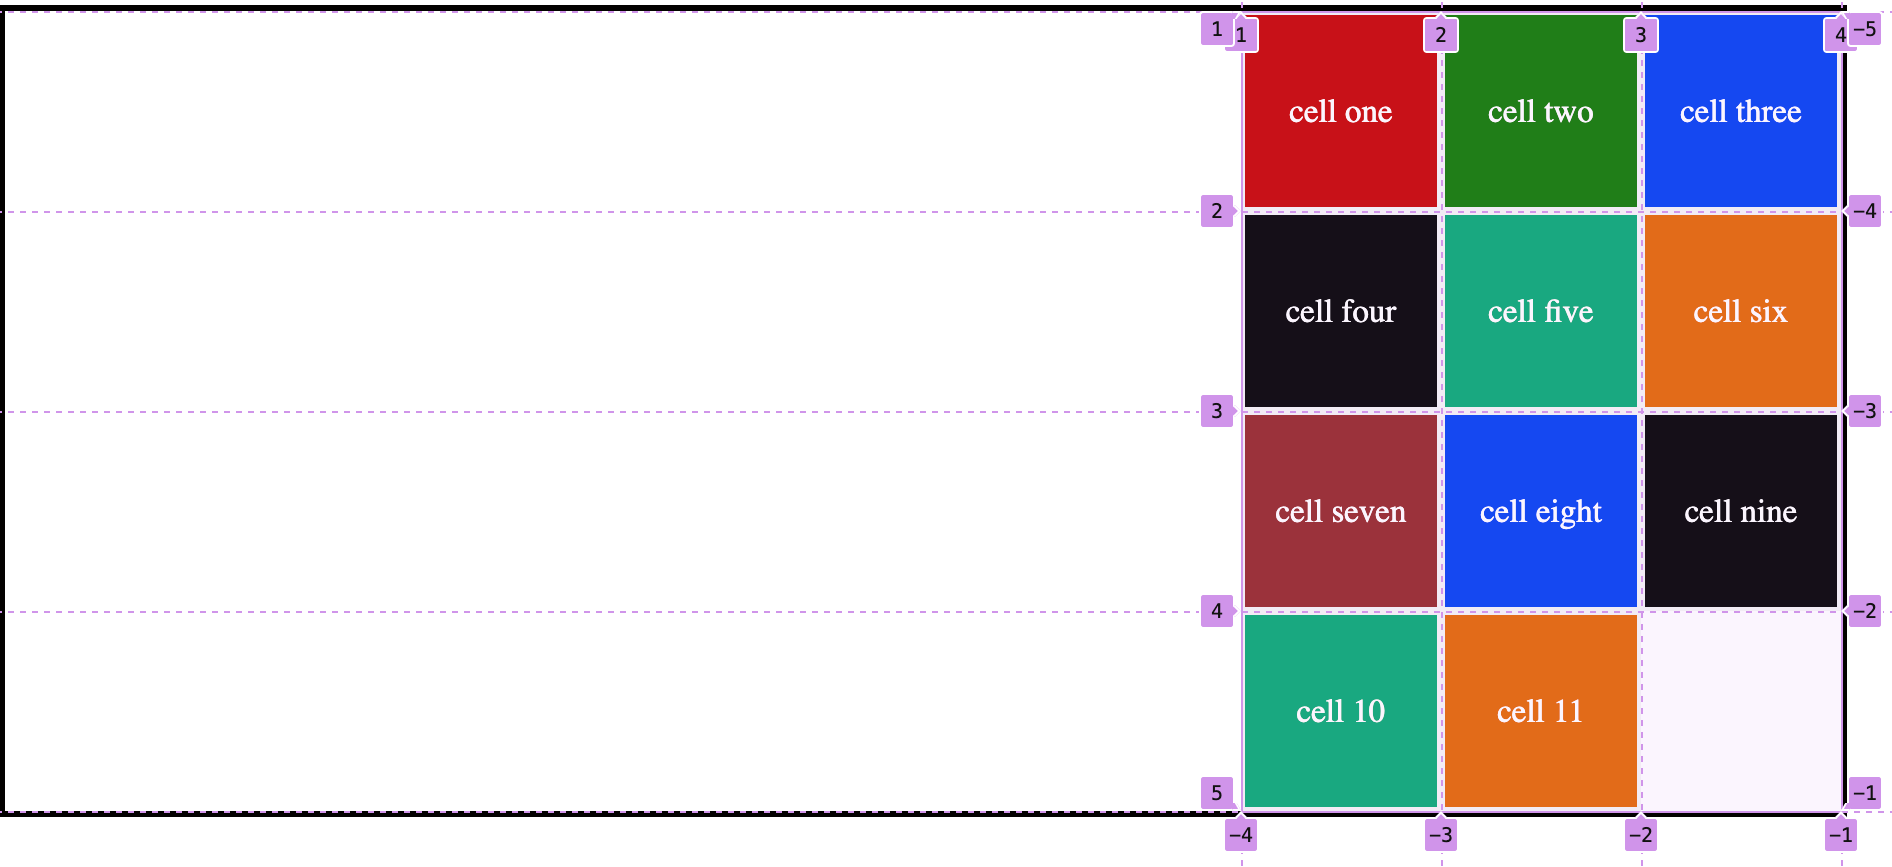 1 1 2 3 4 −5
cell one cell two cell three
2 −4
cell four cell five cell six
3 −3
cell seven cell eight cell nine
4 −2
cell 10 cell 11
5 −1
−4 −3 −2 −1